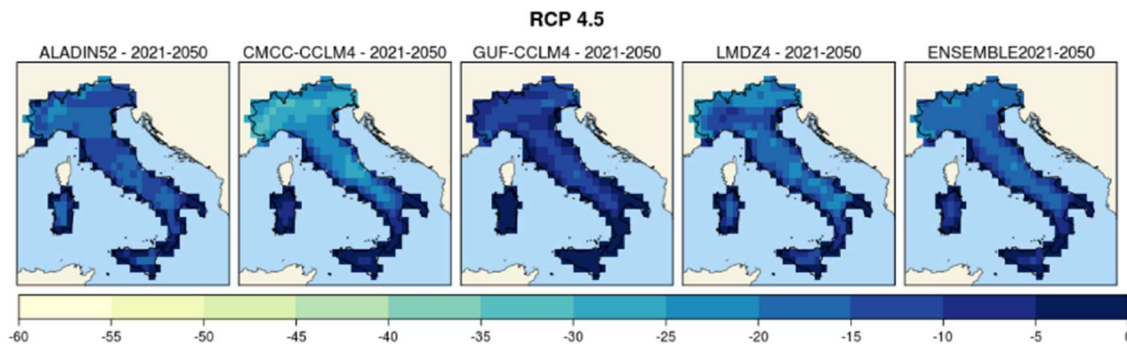 RCP 4.5
ALADIN52 - 2021-2050 CMCC-CCLM4 - 2021-2050 GUF-CCLM4 - 2021-2050 LMDZ4 - 2021-2050 ENSEMBLE2021-2050
-60 -55 -50 -45 -40 -35 -30 -25 -20 -15 -10 -5 0